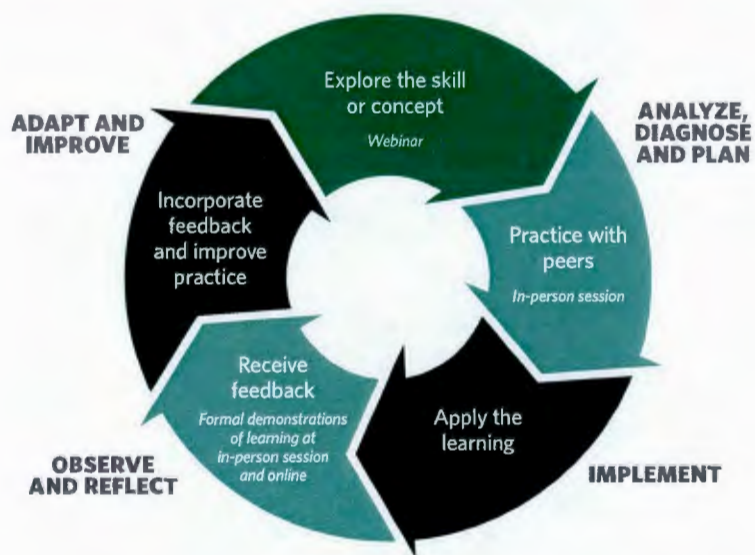 Explore the skill
or concept
Webinar
ANALYZE,
DIAGNOSE
AND PLAN
Practice with
peers
In-person session
Apply the
learning
IMPLEMENT
Receive
feedback
Formal demonstrations
of learning at
in-person session
and online
OBSERVE
AND REFLECT
Incorporate
feedback
and improve
practice
ADAPT AND
IMPROVE